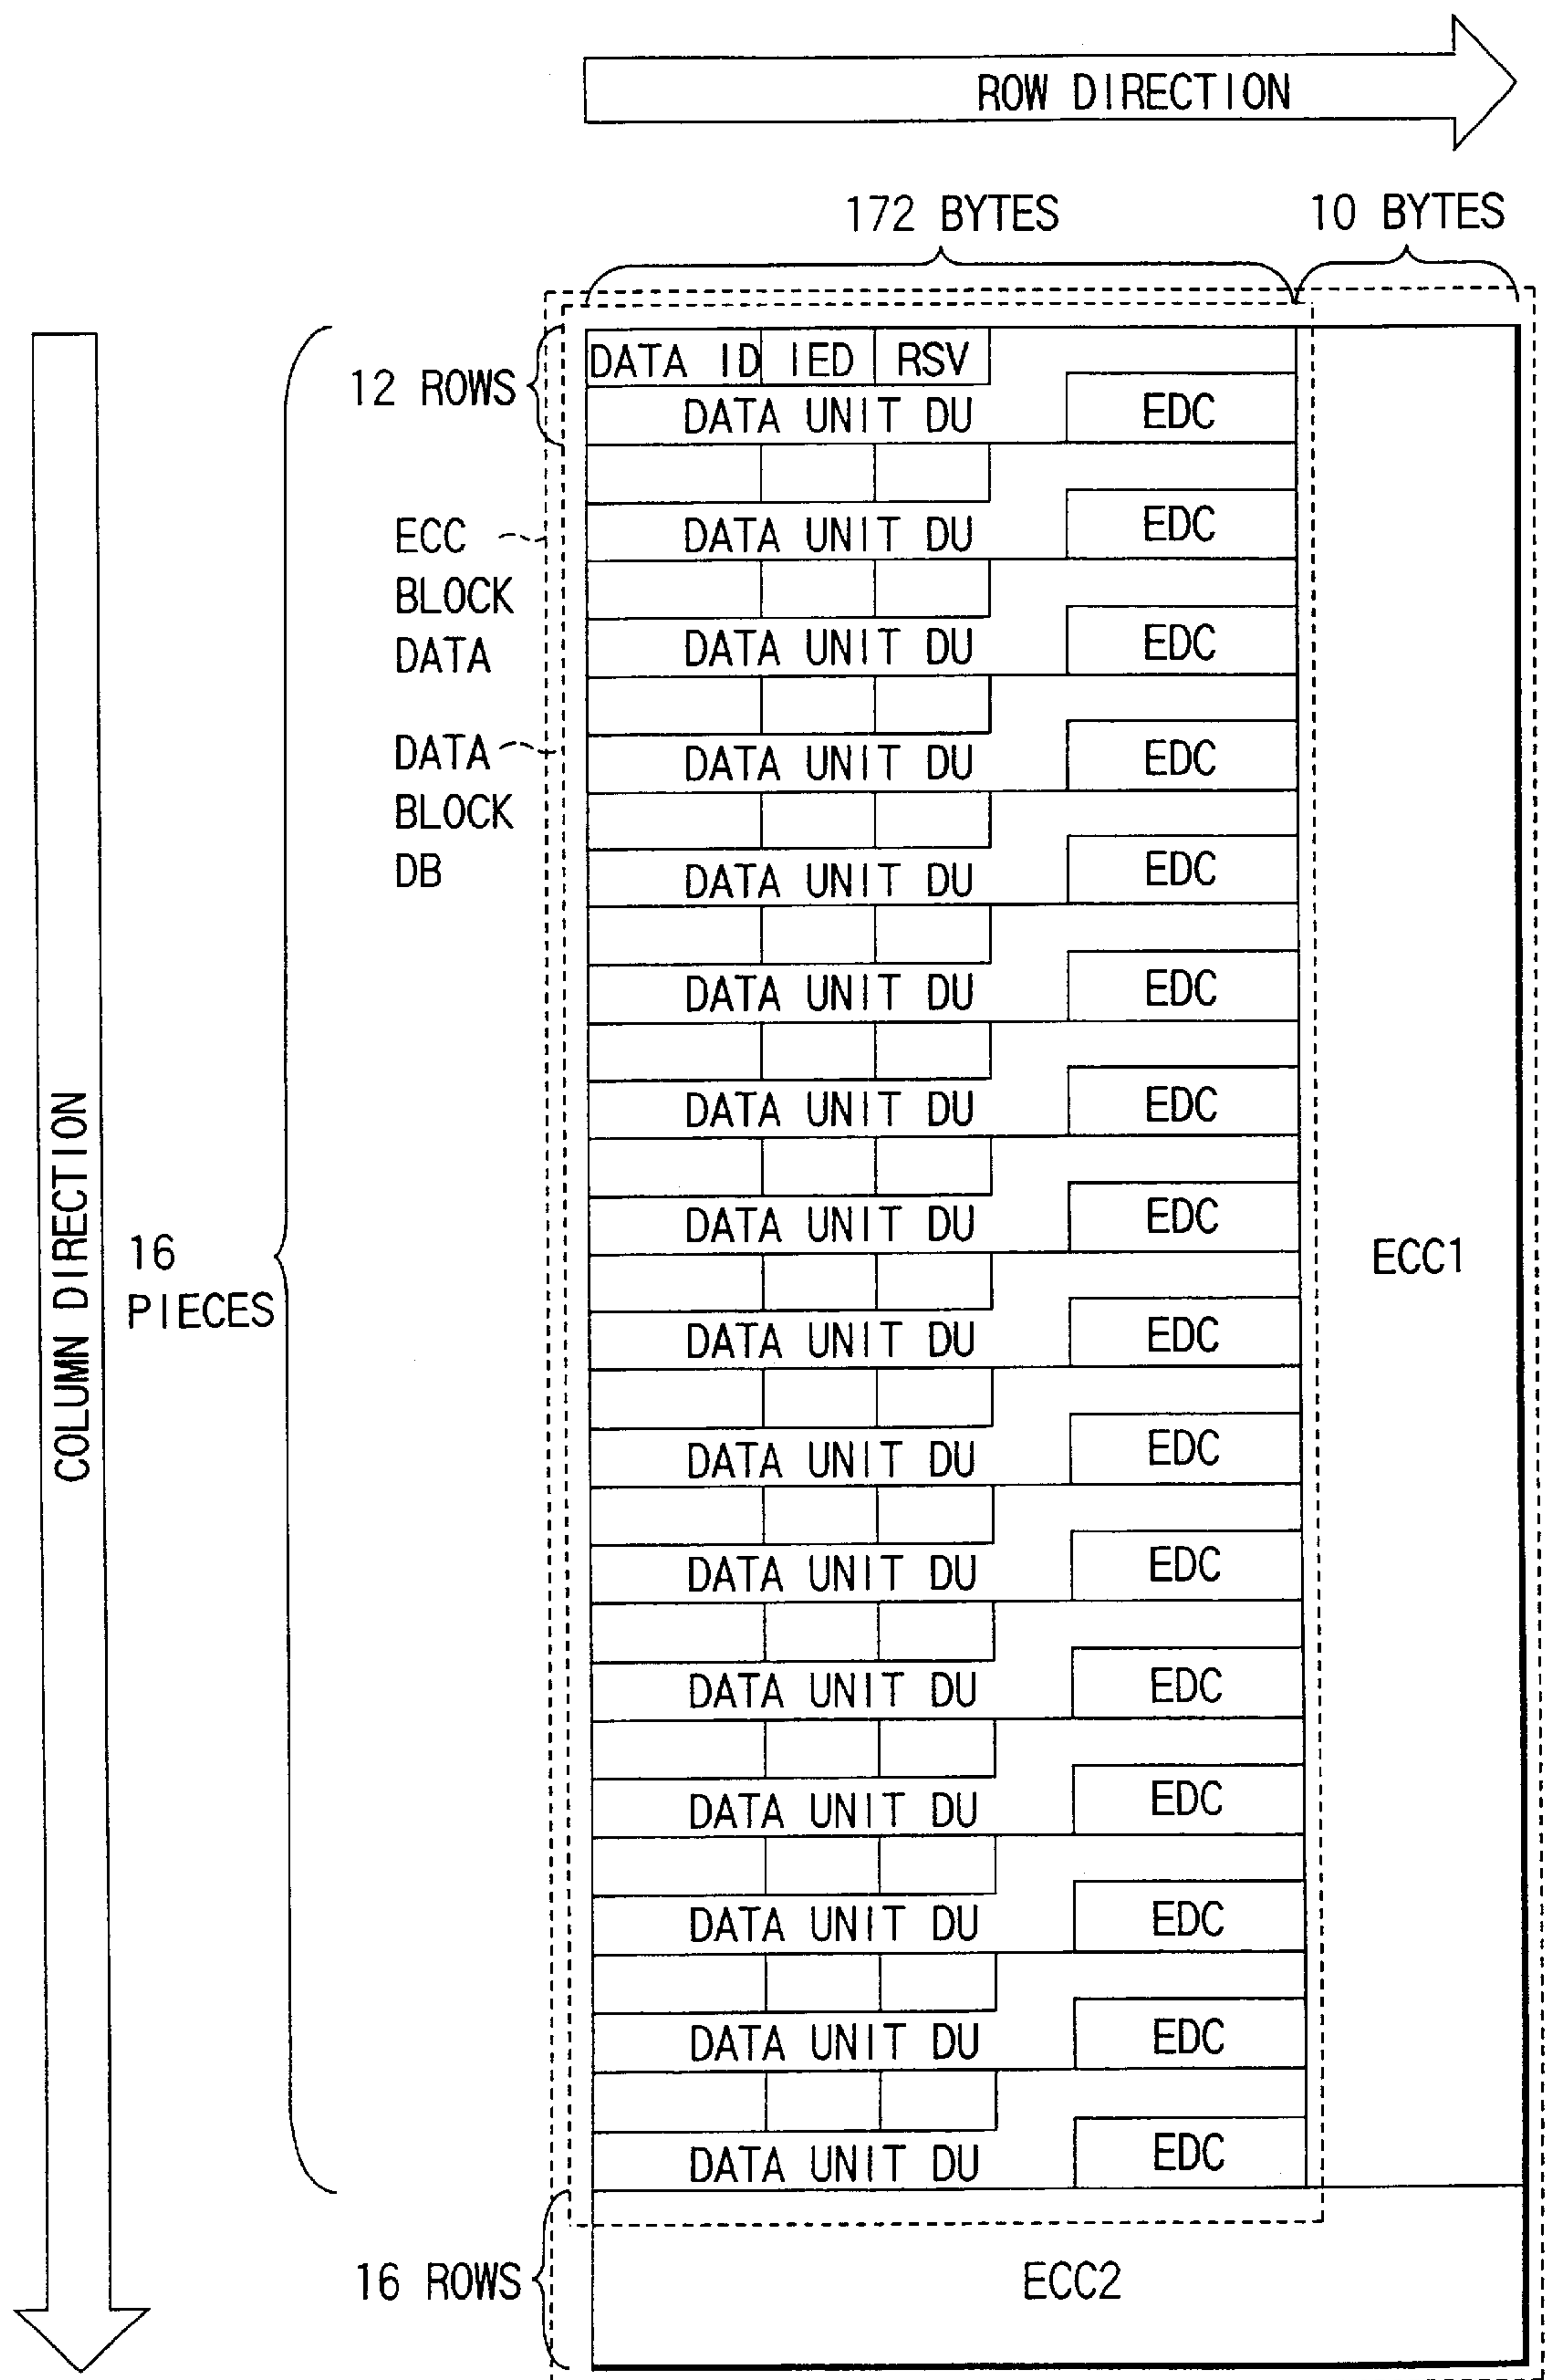 ROW DIRECTION
172 BYTES 10 BYTES
12 ROWS
DATA ID IED RSV
DATA UNIT DU EDC
ECC
BLOCK
DATA
DATA UNIT DU EDC
DATA UNIT DU EDC
DATA
BLOCK
DB
DATA UNIT DU EDC
DATA UNIT DU EDC
DATA UNIT DU EDC
DATA UNIT DU EDC
DATA UNIT DU EDC
COLUMN DIRECTION
16
PIECES
ECC1
DATA UNIT DU EDC
DATA UNIT DU EDC
DATA UNIT DU EDC
DATA UNIT DU EDC
DATA UNIT DU EDC
DATA UNIT DU EDC
DATA UNIT DU EDC
DATA UNIT DU EDC
16 ROWS
ECC2